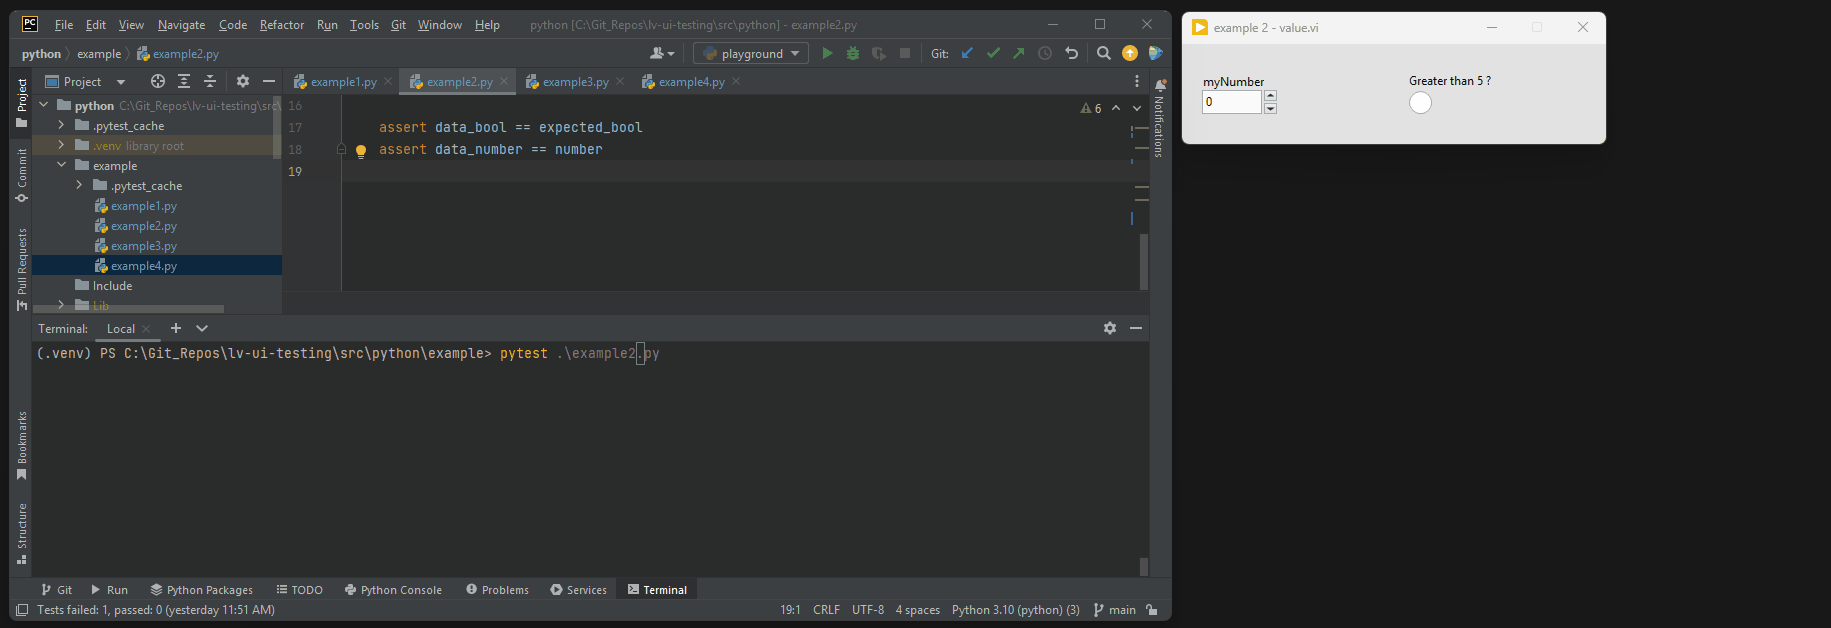 PC File Edit View Navigate Code Refactor Run Tools Git Window Help python [C:\Git_Repos\lv-ui-testing\src\python] - example2.py
python example example2.py playground Git:
Project example1.py example2.py example3.py example4.py
Project
Commit
Pull Requests
Bookmarks
Structure
python C:\Git_Repos\lv-ui-testing\src\
.pytest_cache
.venv library root
example
.pytest_cache
example1.py
example2.py
example3.py
example4.py
Include
Lib
16
17 assert data_bool == expected_bool
18 assert data_number == number
19
6
Notifications
Terminal: Local
(.venv) PS C:\Git_Repos\lv-ui-testing\src\python\example> pytest .\example2.py
Git Run Python Packages TODO Python Console Problems Services Terminal
Tests failed: 1, passed: 0 (yesterday 11:51 AM) 19:1 CRLF UTF-8 4 spaces Python 3.10 (python) (3) main
example 2 - value.vi
myNumber
0
Greater than 5 ?